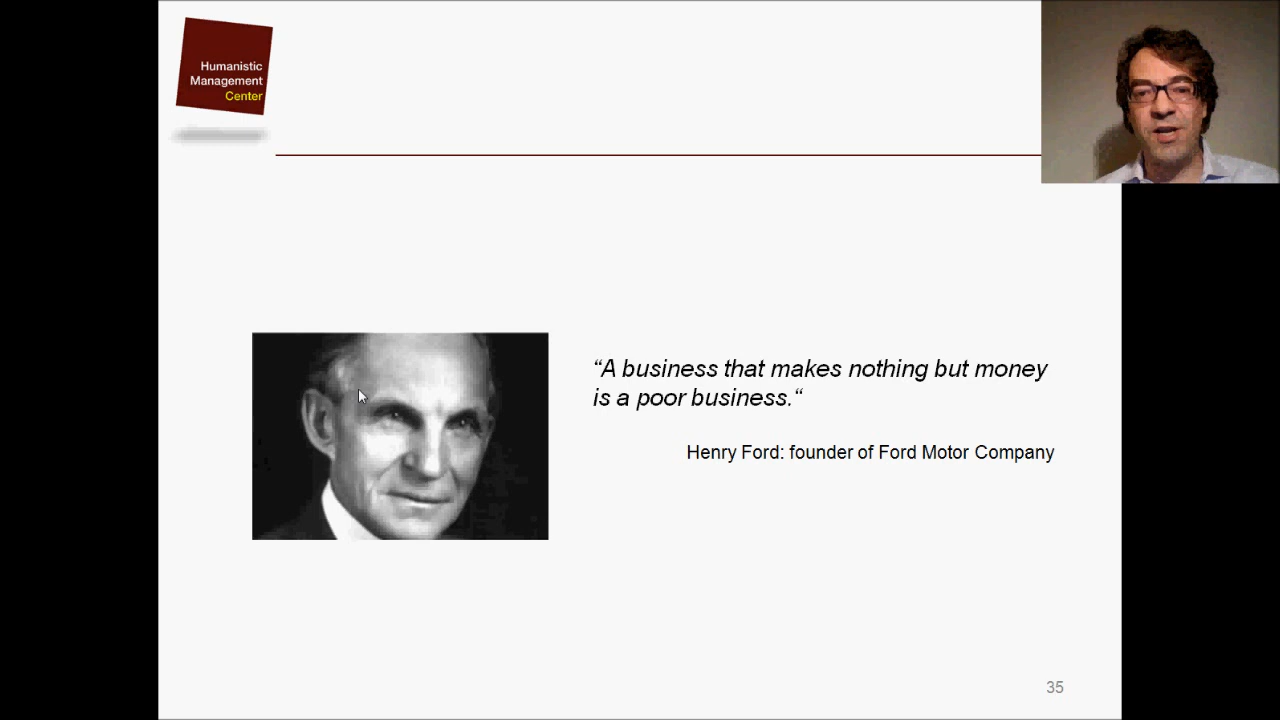 Humanistic
Management
Center
“A business that makes nothing but money
is a poor business.“
Henry Ford: founder of Ford Motor Company
35